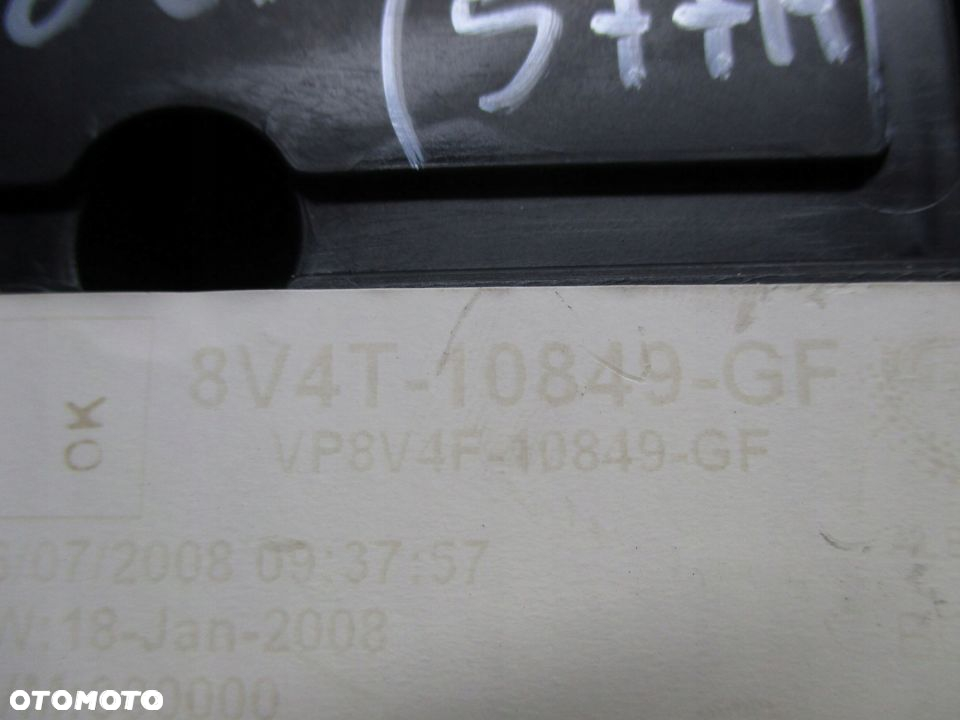 8V4T-10849-GF
VP8V4F-10849-GF
OK
/07/2008 09:37:57
W:18-Jan-2008
OTOMOTO